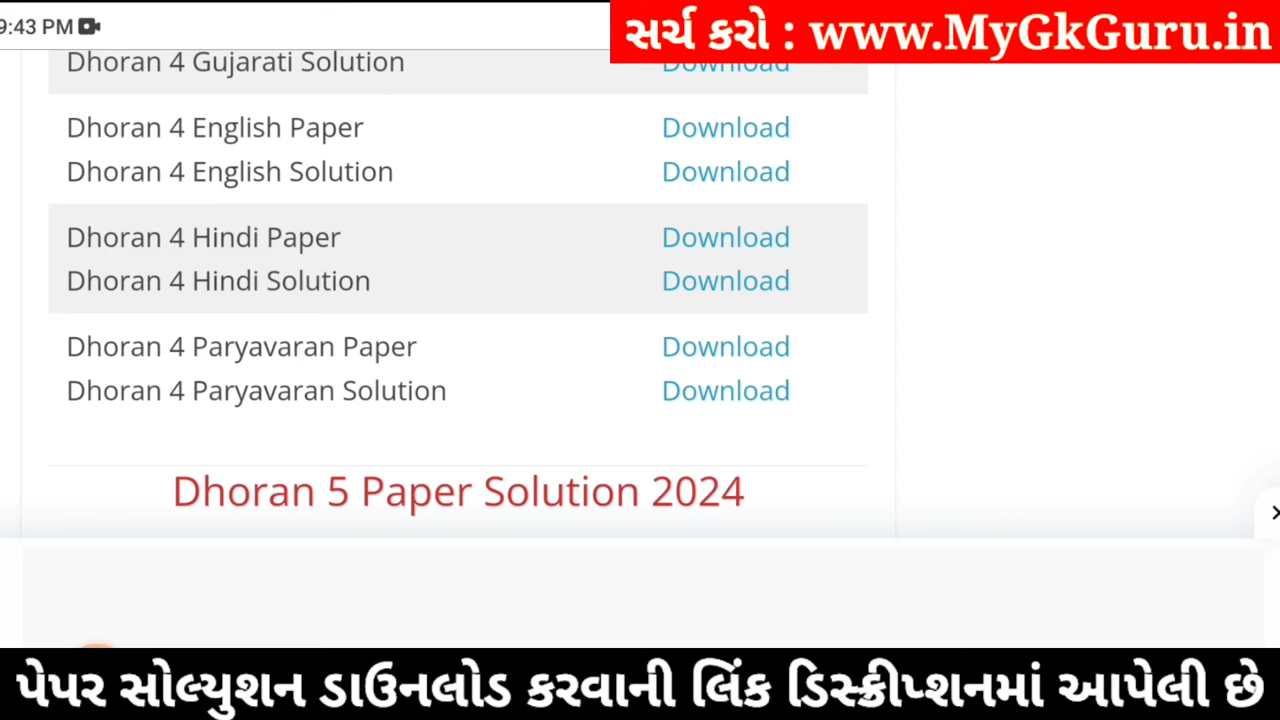 9:43 PM
સર્ચ કરો : www.MyGkGuru.in
Dhoran 4 Gujarati Solution Download
Dhoran 4 English Paper Download
Dhoran 4 English Solution Download
Dhoran 4 Hindi Paper Download
Dhoran 4 Hindi Solution Download
Dhoran 4 Paryavaran Paper Download
Dhoran 4 Paryavaran Solution Download
Dhoran 5 Paper Solution 2024
પેપર સોલ્યુશન ડાઉનલોડ કરવાની લિંક ડિસ્ક્રીપ્શનમાં આપેલી છે